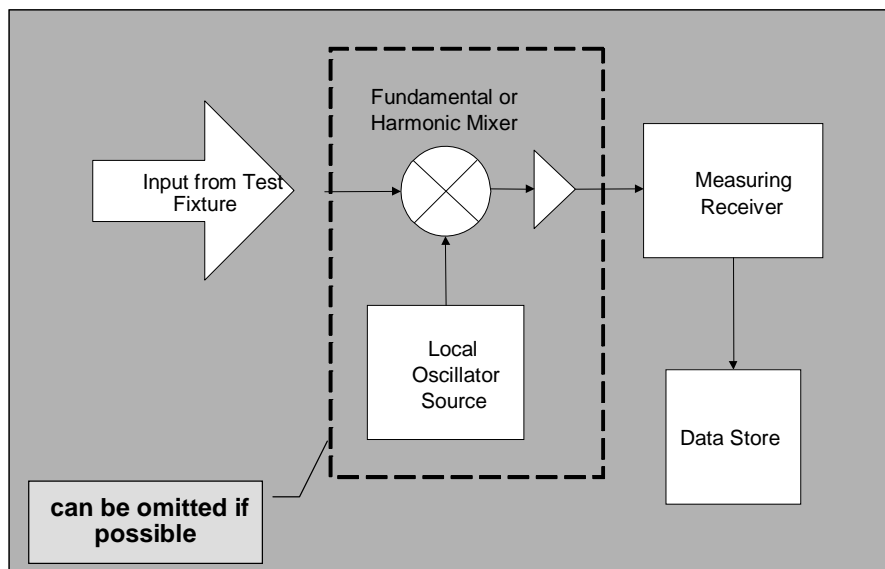 Fundamental or
Harmonic Mixer
Input from Test
Fixture
Measuring
Receiver
Local
Oscillator
Source
Data Store
can be omitted if
possible